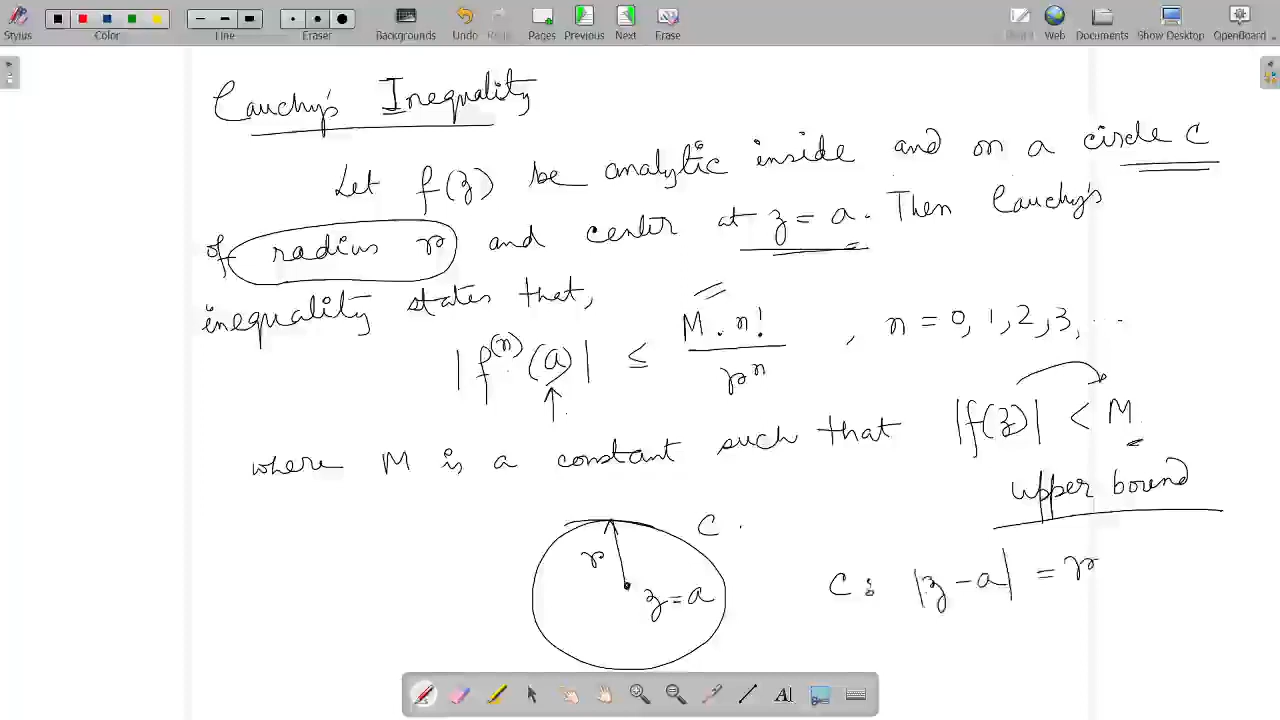 Stylus
Color
Line
Eraser
Backgrounds
Undo
Pages
Previous
Next
Erase
Web
Documents
Show Desktop
OpenBoard
Cauchy's Inequality
Let f(z) be analytic inside and on a circle C
of radius r and center at z = a. Then Cauchy's
inequality states that,
|f^(n)(a)| ≤ M . n! / r^n , n = 0, 1, 2, 3, ...
where M is a constant such that |f(z)| < M.
upper bound
C
r
z = a
C : |z - a| = r
AI